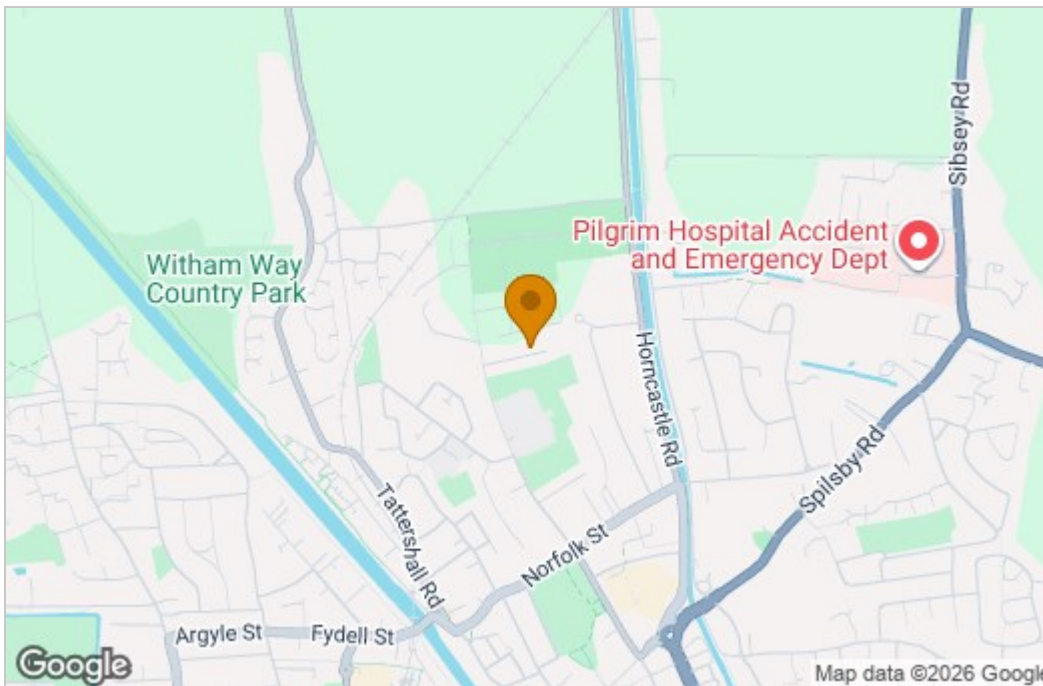 Sibsey Rd
Pilgrim Hospital Accident
and Emergency Dept
Witham Way
Country Park
Horncastle Rd
Spilsby Rd
Tattershall Rd
Norfolk St
Argyle St
Fydell St
Google
Map data ©2026 Google